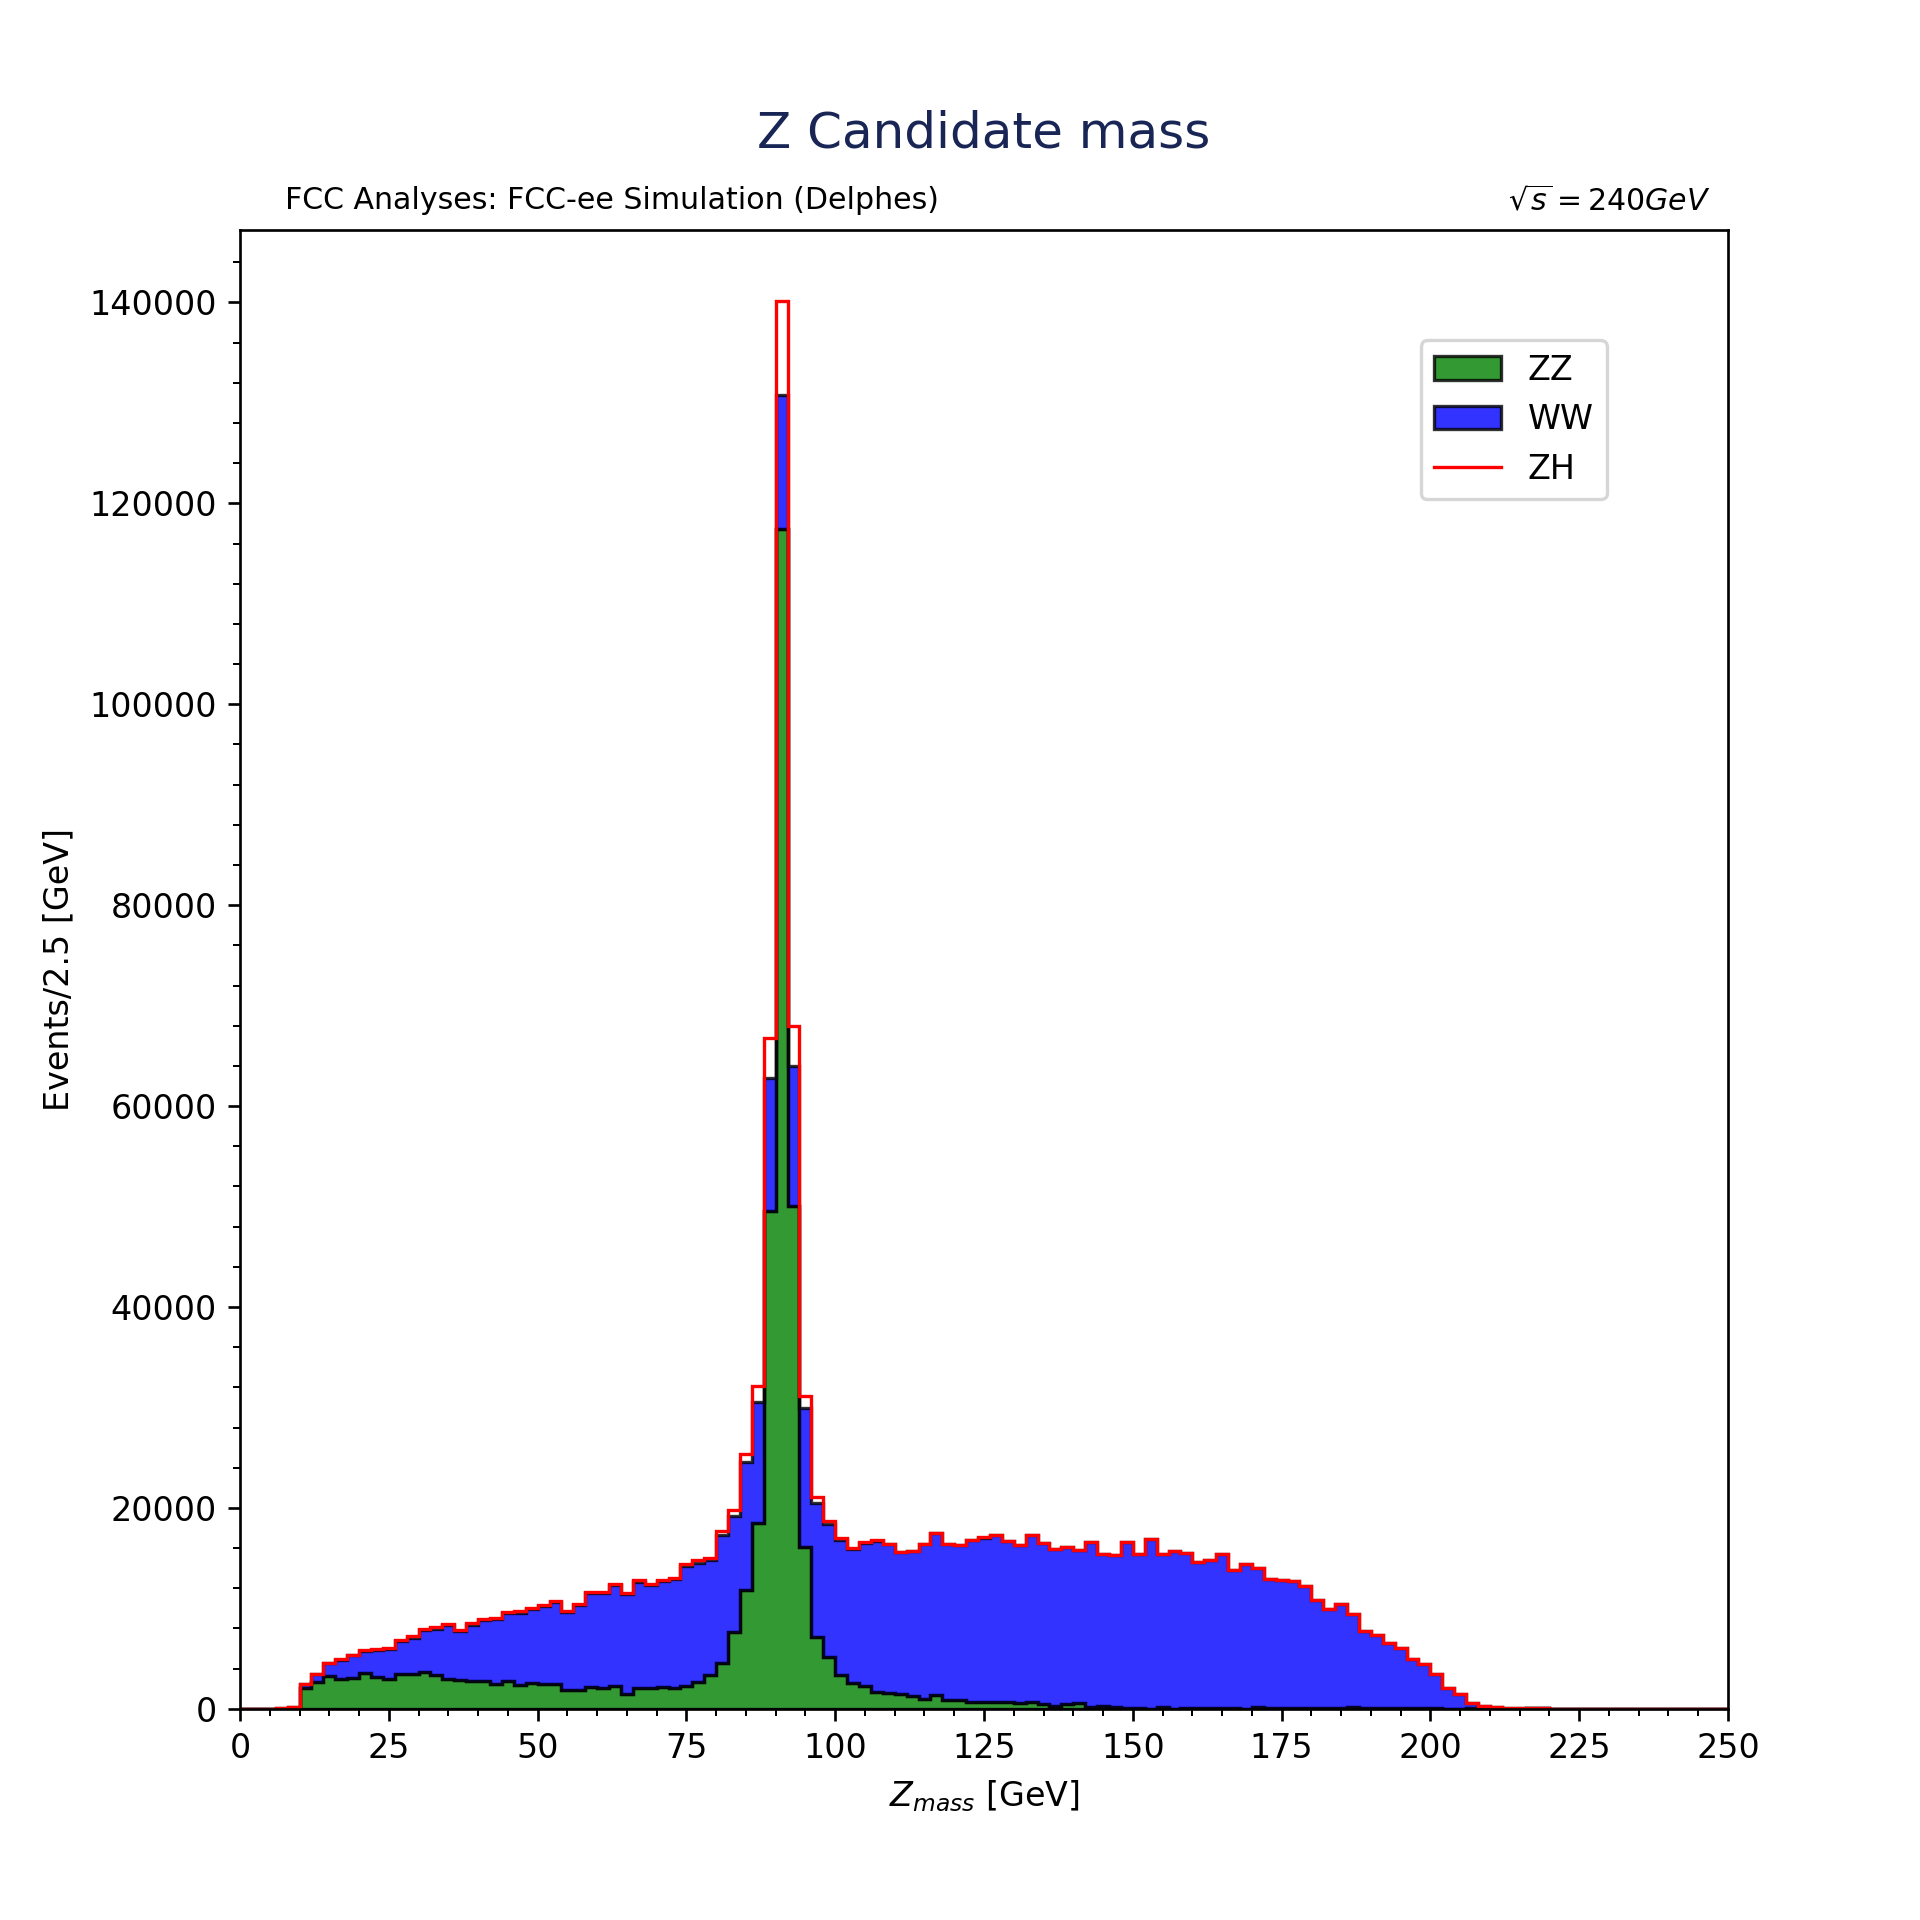 Z Candidate mass
FCC Analyses: FCC-ee Simulation (Delphes)
√s = 240GeV
140000
120000
100000
80000
60000
40000
20000
0
Events/2.5 [GeV]
ZZ
WW
ZH
0 25 50 75 100 125 150 175 200 225 250
Z_mass [GeV]